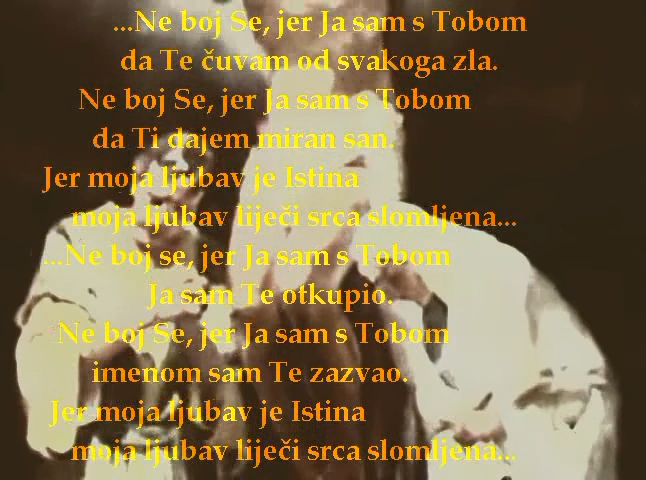 ...Ne boj Se, jer Ja sam s Tobom
da Te čuvam od svakoga zla.
Ne boj Se, jer Ja sam s Tobom
da Ti dajem miran san.
Jer moja ljubav je Istina
moja ljubav liječi srca slomljena...
...Ne boj se, jer Ja sam s Tobom
Ja sam Te otkupio.
Ne boj Se, jer Ja sam s Tobom
imenom sam Te zazvao.
Jer moja ljubav je Istina
moja ljubav liječi srca slomljena...